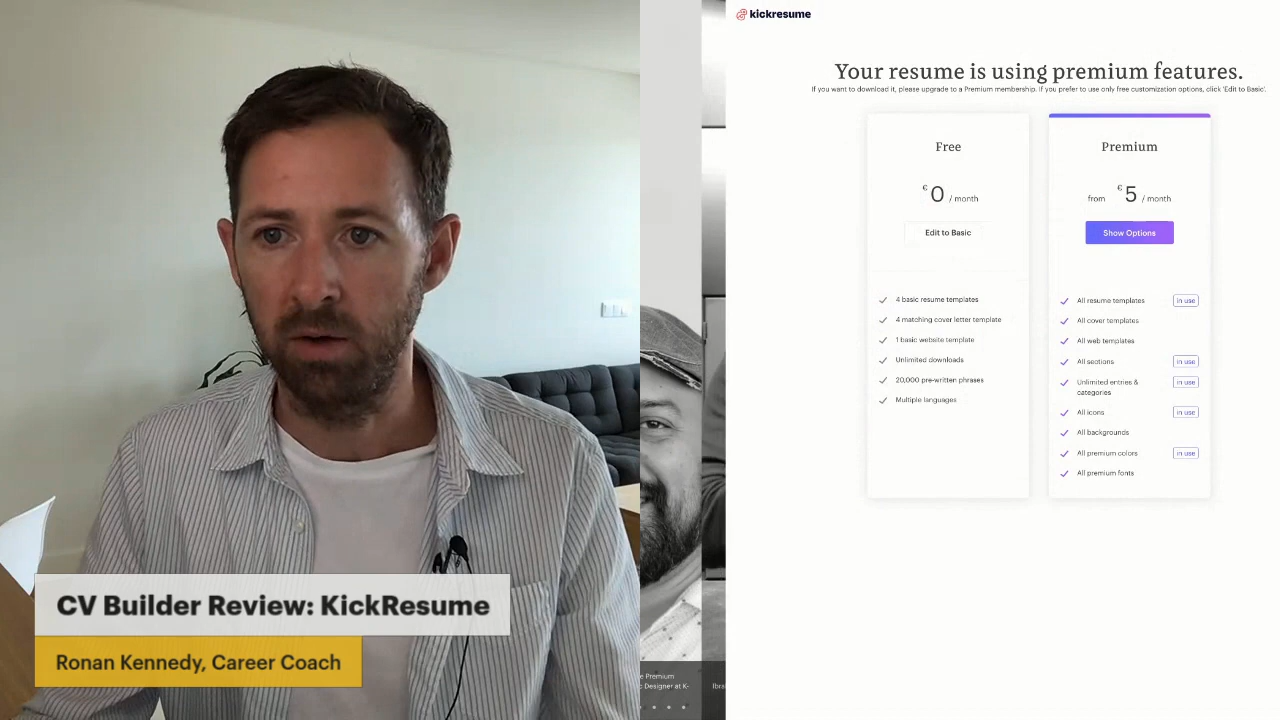 kickresume
Your resume is using premium features.
If you want to download it, please upgrade to a Premium membership. If you prefer to use only free customization options, click 'Edit to Basic'.
Free
€ 0 / month
Edit to Basic
4 basic resume templates
4 matching cover letter template
1 basic website template
Unlimited downloads
20,000 pre-written phrases
Multiple languages
Premium
from € 5 / month
Show Options
All resume templates in use
All cover templates
All web templates
All sections in use
Unlimited entries & in use
categories
All icons in use
All backgrounds
All premium colors in use
All premium fonts
CV Builder Review: KickResume
Ronan Kennedy, Career Coach
Premium
Designer at K-